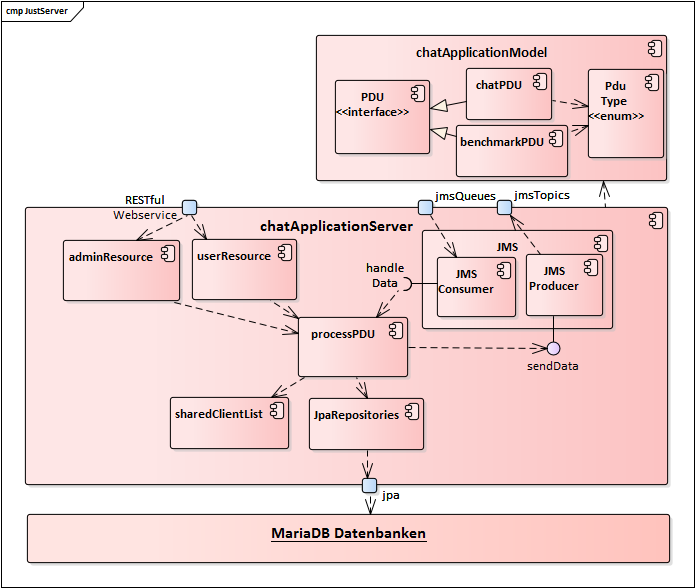 cmp JustServer
chatApplicationModel
PDU
<<interface>>
chatPDU
benchmarkPDU
Pdu
Type
<<enum>>
RESTful
Webservice
jmsQueues
jmsTopics
chatApplicationServer
adminResource
userResource
JMS
handle
Data
JMS
Consumer
JMS
Producer
processPDU
sendData
sharedClientList
JpaRepositories
jpa
MariaDB Datenbanken